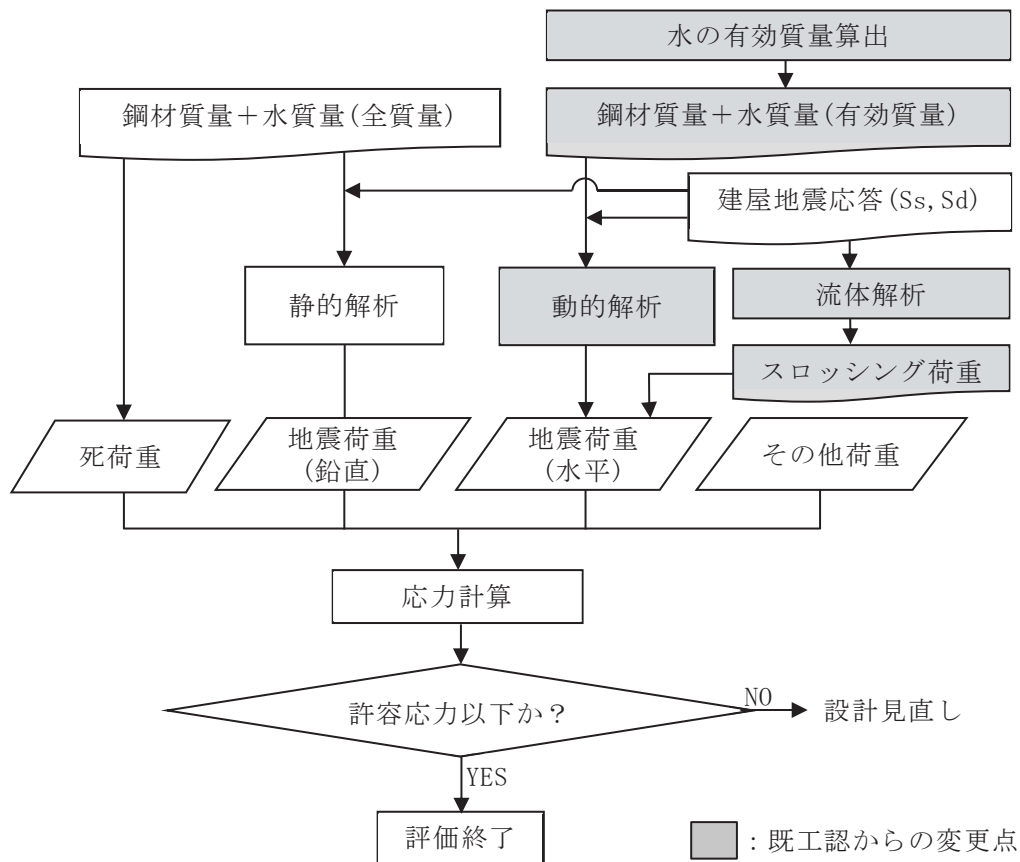 水の有効質量算出
鋼材質量+水質量(全質量)
鋼材質量+水質量(有効質量)
建屋地震応答(Ss,Sd)
静的解析
動的解析
流体解析
スロッシング荷重
死荷重
地震荷重
(鉛直)
地震荷重
(水平)
その他荷重
応力計算
許容応力以下か?
NO
設計見直し
YES
評価終了
:既工認からの変更点